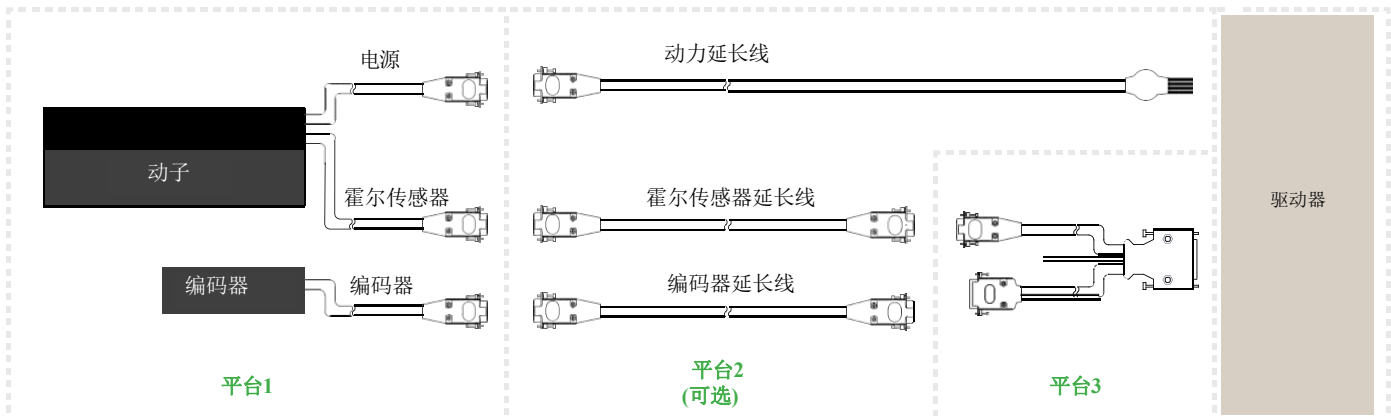 电源
动力延长线
动子
霍尔传感器
霍尔传感器延长线
驱动器
编码器
编码器
编码器延长线
平台1
平台2
(可选)
平台3